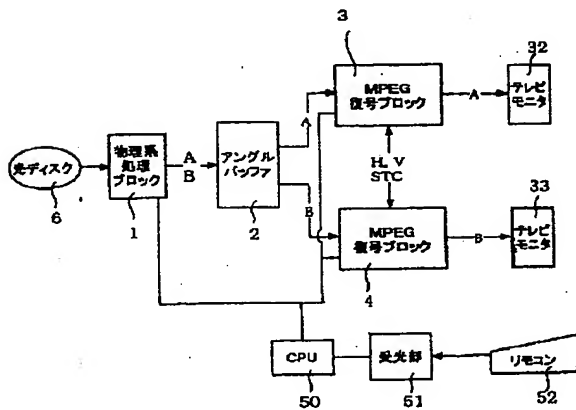 3
MPEG
復号ブロック
A
32
テレビ
モニタ
光ディスク
6
物理系
処理
ブロック
1
A
B
アングル
バッファ
2
A
B
H, V
STC
MPEG
復号ブロック
4
B
33
テレビ
モニタ
CPU
50
受光部
51
リモコン
52